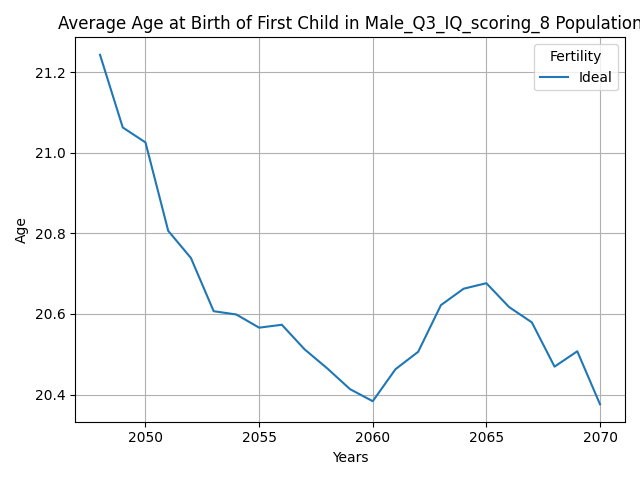 Average Age at Birth of First Child in Male_Q3_IQ_scoring_8 Population
Fertility
Ideal
21.2
21.0
20.8
20.6
20.4
Age
2050
2055
2060
2065
2070
Years